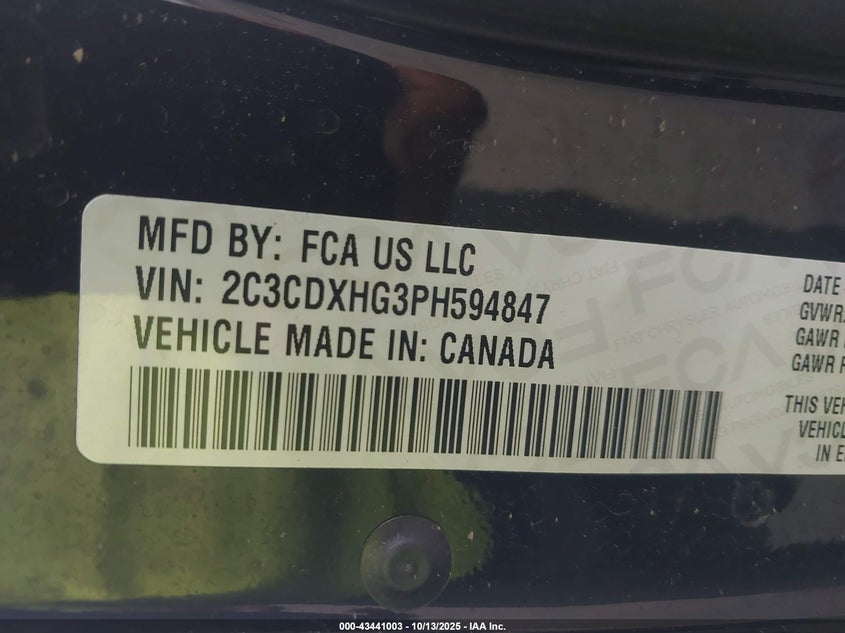 MFD BY: FCA US LLC
VIN: 2C3CDXHG3PH594847
VEHICLE MADE IN: CANADA
DATE
GVWR
GAWR
GAWR
THIS VEH
VEHICL
IN E
000-43441003 - 10/13/2025 - IAA Inc.